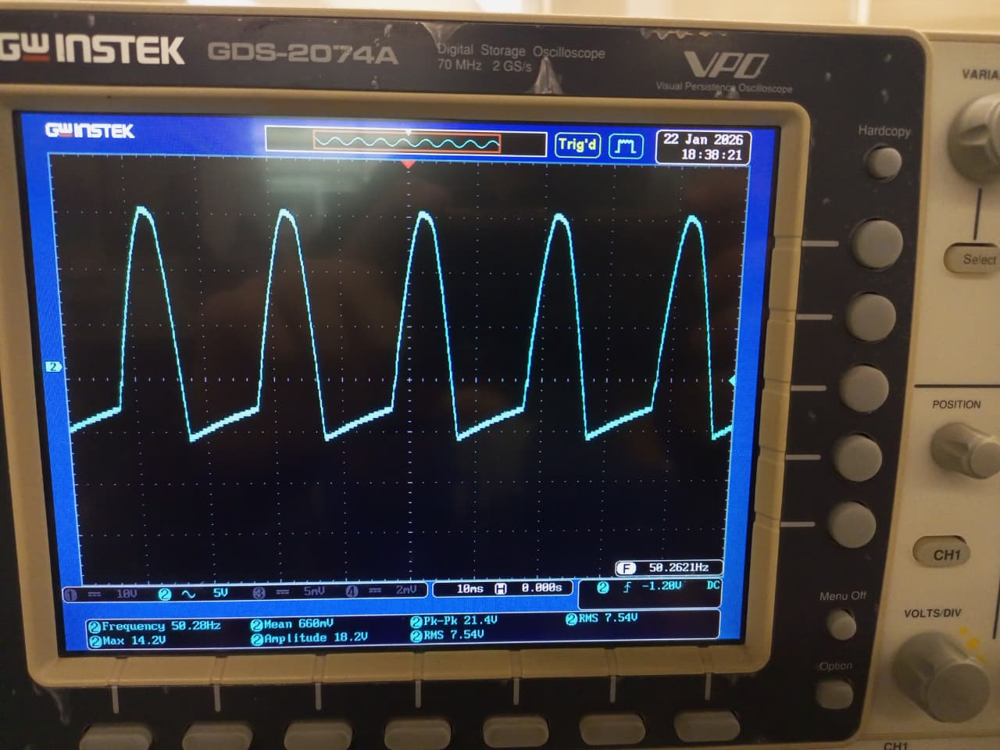 GW INSTEK GDS-2074A
Digital Storage Oscilloscope
70 MHz 2 GS/s
VPO
Visual Persistence Oscilloscope
VARIA
Hardcopy
GW INSTEK
Trig'd
22 Jan 2026
18:38:21
Select
2
POSITION
CH1
F 50.2621Hz
1 10V 2 5V 3 5mV 4 2mV
10ms H 0.000s
2 -1.20V DC
Menu Off
2 Frequency 50.28Hz 2 Mean 660mV 2 Pk-Pk 21.4V 2 RMS 7.54V
2 Max 14.2V 2 Amplitude 18.2V 2 RMS 7.54V
VOLTS/DIV
Option
CH1